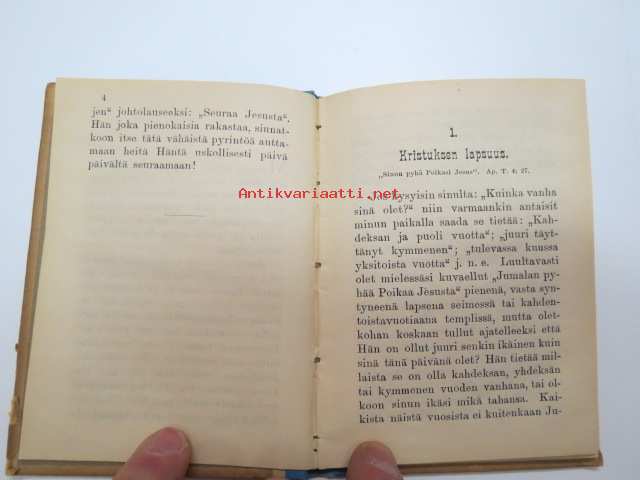 4
jen“ johtolauseeksi: „Seuraa Jeesusta“.
Hän joka pienokaisia rakastaa, siunat-
koon itse tätä vähäistä pyrintöä autta-
maan heitä Häntä uskollisesti päivä
päivältä seuraamaan!
Antikvariaatti.net
1.
Kristuksen lapsuus.
„Sinun pyhä Poikasi Jesus“. Ap. T. 4: 27.
Jos kysyisin sinulta: „Kuinka vanha
sinä olet?“ niin varmaankin antaisit
minun paikalla saada se tietää: „Kah-
deksan ja puoli vuotta“; „juuri täyt-
tänyt kymmenen“; „tulevassa kuussa
yksitoista vuotta“ j. n. e. Luultavasti
olet mielessäsi kuvaellut „Jumalan py-
hää Poikaa Jesusta“ pienenä, vasta syn-
tyneenä lapsena seimessä tai kahden-
toistavuotiaana templissä, mutta olet-
kohan koskaan tullut ajatelleeksi että
Hän on ollut juuri senkin ikäinen kuin
sinä tänä päivänä olet? Hän tietää mil-
laista se on olla kahdeksan, yhdeksän
tai kymmenen vuoden vanhana, tai ol-
koon sinun ikäsi mikä tahansa. Kai-
kista näistä vuosista ei kuitenkaan Ju-